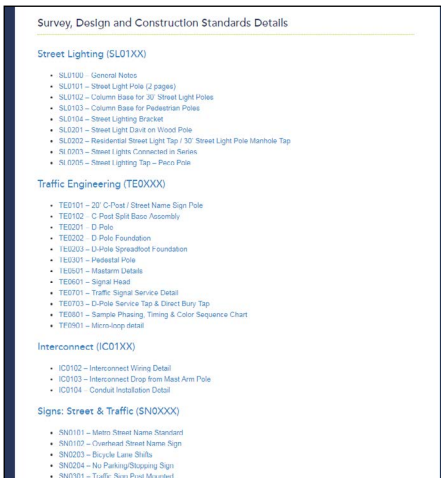 Survey, Design and Construction Standards Details
Street Lighting (SL01XX)
SL0100 – General Notes
SL0101 – Street Light Pole (2 pages)
SL0102 – Column Base for 30' Street Light Poles
SL0103 – Column Base for Pedestrian Poles
SL0104 – Street Lighting Bracket
SL0201 – Street Light Davit on Wood Pole
SL0202 – Residential Street Light Tap / 30' Street Light Pole Manhole Tap
SL0203 – Street Lights Connected in Series
SL0205 – Street Lighting Tap – Peco Pole
Traffic Engineering (TE0XXX)
TE0101 – 20' C-Post / Street Name Sign Pole
TE0102 – C-Post Split Base Assembly
TE0201 – D-Pole
TE0202 – D-Pole Foundation
TE0203 – D-Pole Spreadfoot Foundation
TE0301 – Pedestal Pole
TE0501 – Mastarm Details
TE0601 – Signal Head
TE0701 – Traffic Signal Service Detail
TE0703 – D-Pole Service Tap & Direct Bury Tap
TE0801 – Sample Phasing, Timing & Color Sequence Chart
TE0901 – Micro-loop detail
Interconnect (IC01XX)
IC0102 – Interconnect Wiring Detail
IC0103 – Interconnect Drop from Mast Arm Pole
IC0104 – Conduit Installation Detail
Signs: Street & Traffic (SN0XXX)
SN0101 – Metro Street Name Standard
SN0102 – Overhead Street Name Sign
SN0203 – Bicycle Lane Shifts
SN0204 – No Parking/Stopping Sign
SN0301 – Traffic Sign Post Mounted